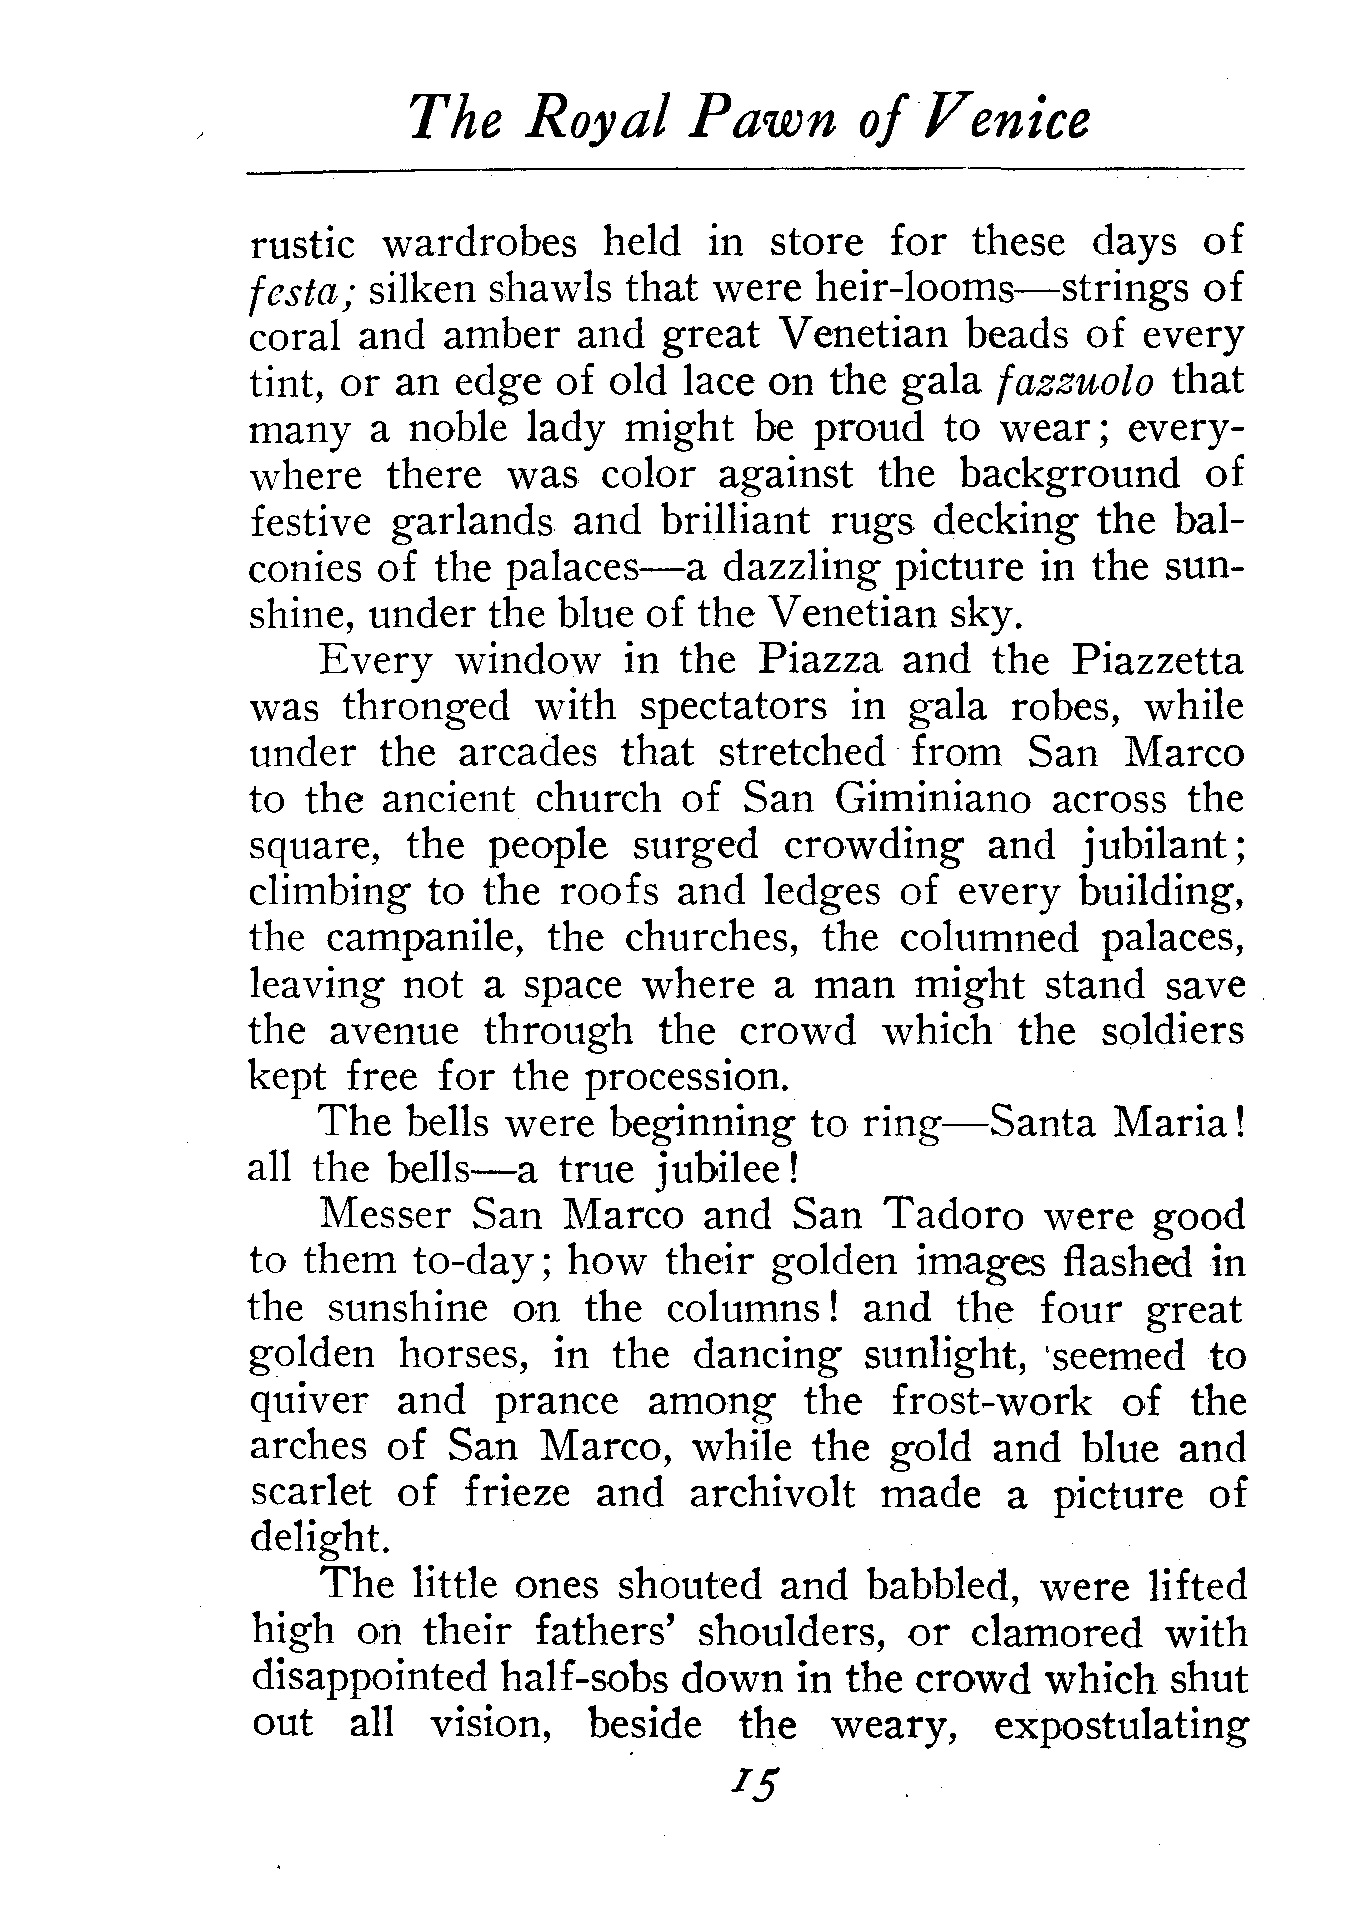 The Royal Pawn of Venice
rustic wardrobes held in store for these days of
festa; silken shawls that were heir-looms—strings of
coral and amber and great Venetian beads of every
tint, or an edge of old lace on the gala fazzuolo that
many a noble lady might be proud to wear; every-
where there was color against the background of
festive garlands and brilliant rugs decking the bal-
conies of the palaces—a dazzling picture in the sun-
shine, under the blue of the Venetian sky.
Every window in the Piazza and the Piazzetta
was thronged with spectators in gala robes, while
under the arcades that stretched from San Marco
to the ancient church of San Giminiano across the
square, the people surged crowding and jubilant;
climbing to the roofs and ledges of every building,
the campanile, the churches, the columned palaces,
leaving not a space where a man might stand save
the avenue through the crowd which the soldiers
kept free for the procession.
The bells were beginning to ring—Santa Maria!
all the bells—a true jubilee!
Messer San Marco and San Tadoro were good
to them to-day; how their golden images flashed in
the sunshine on the columns! and the four great
golden horses, in the dancing sunlight, seemed to
quiver and prance among the frost-work of the
arches of San Marco, while the gold and blue and
scarlet of frieze and archivolt made a picture of
delight.
The little ones shouted and babbled, were lifted
high on their fathers' shoulders, or clamored with
disappointed half-sobs down in the crowd which shut
out all vision, beside the weary, expostulating
15